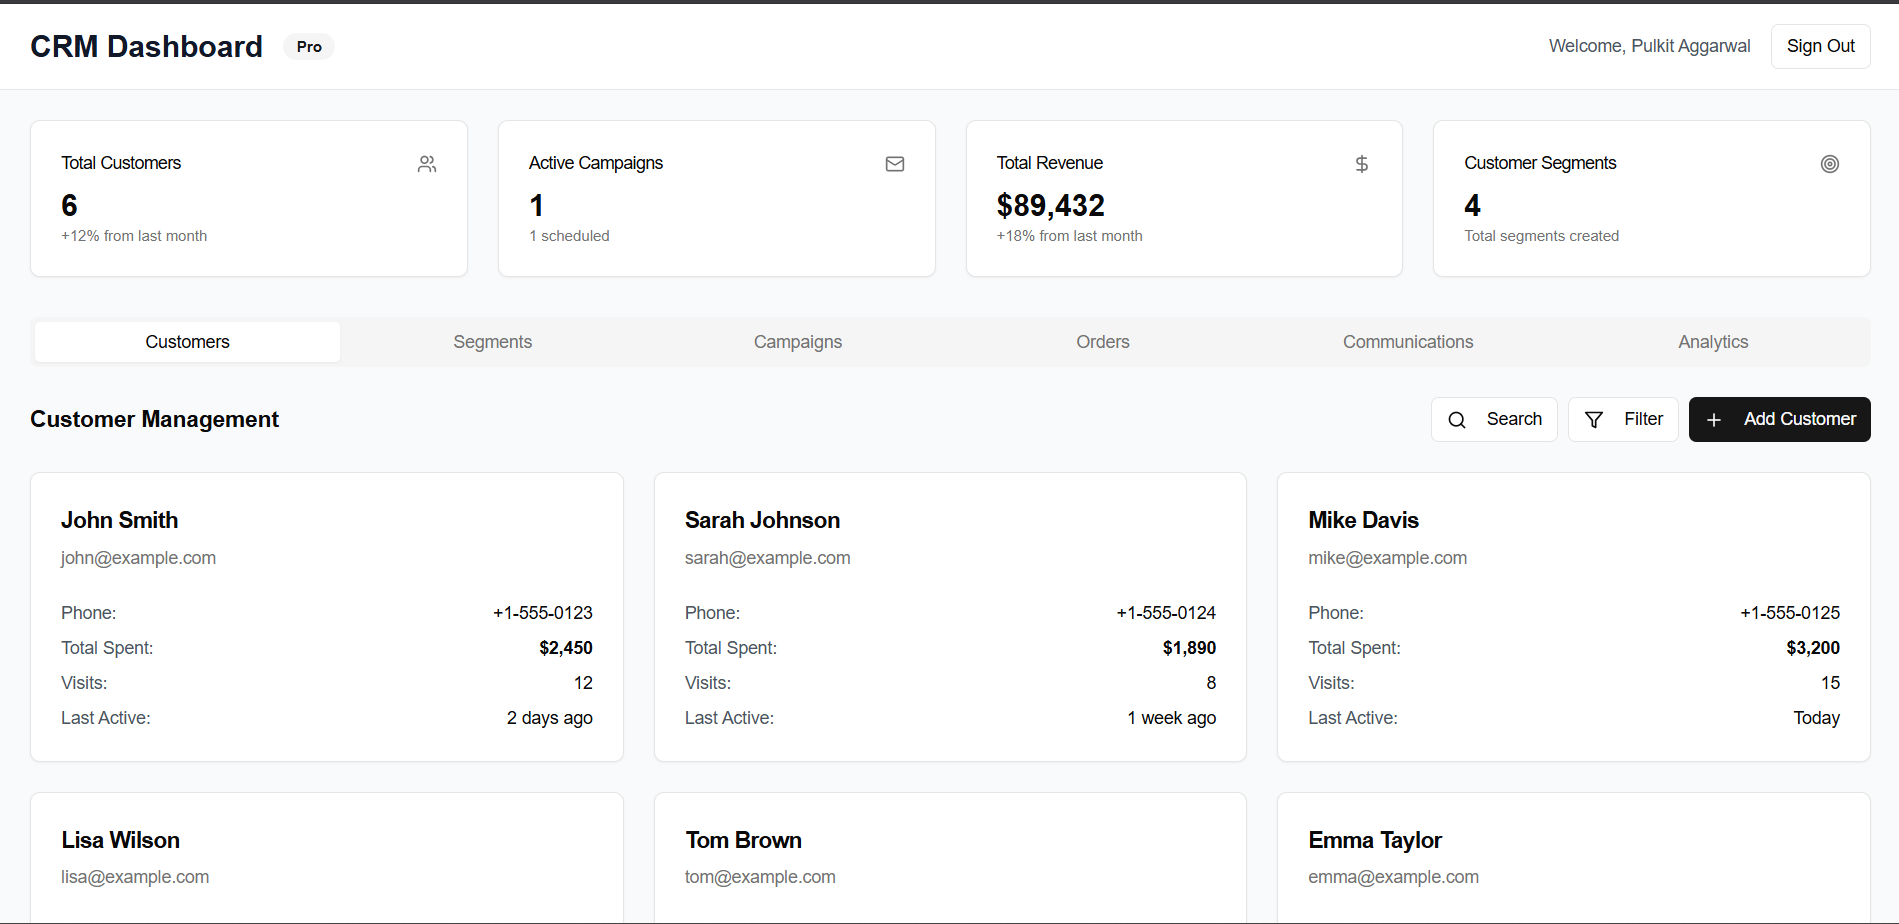 CRM Dashboard Pro Welcome, Pulkit Aggarwal Sign Out
Total Customers
6
+12% from last month
Active Campaigns
1
1 scheduled
Total Revenue
$89,432
+18% from last month
Customer Segments
4
Total segments created
Customers Segments Campaigns Orders Communications Analytics
Customer Management Search Filter + Add Customer
John Smith
john@example.com
Phone: +1-555-0123
Total Spent: $2,450
Visits: 12
Last Active: 2 days ago
Sarah Johnson
sarah@example.com
Phone: +1-555-0124
Total Spent: $1,890
Visits: 8
Last Active: 1 week ago
Mike Davis
mike@example.com
Phone: +1-555-0125
Total Spent: $3,200
Visits: 15
Last Active: Today
Lisa Wilson
lisa@example.com
Tom Brown
tom@example.com
Emma Taylor
emma@example.com